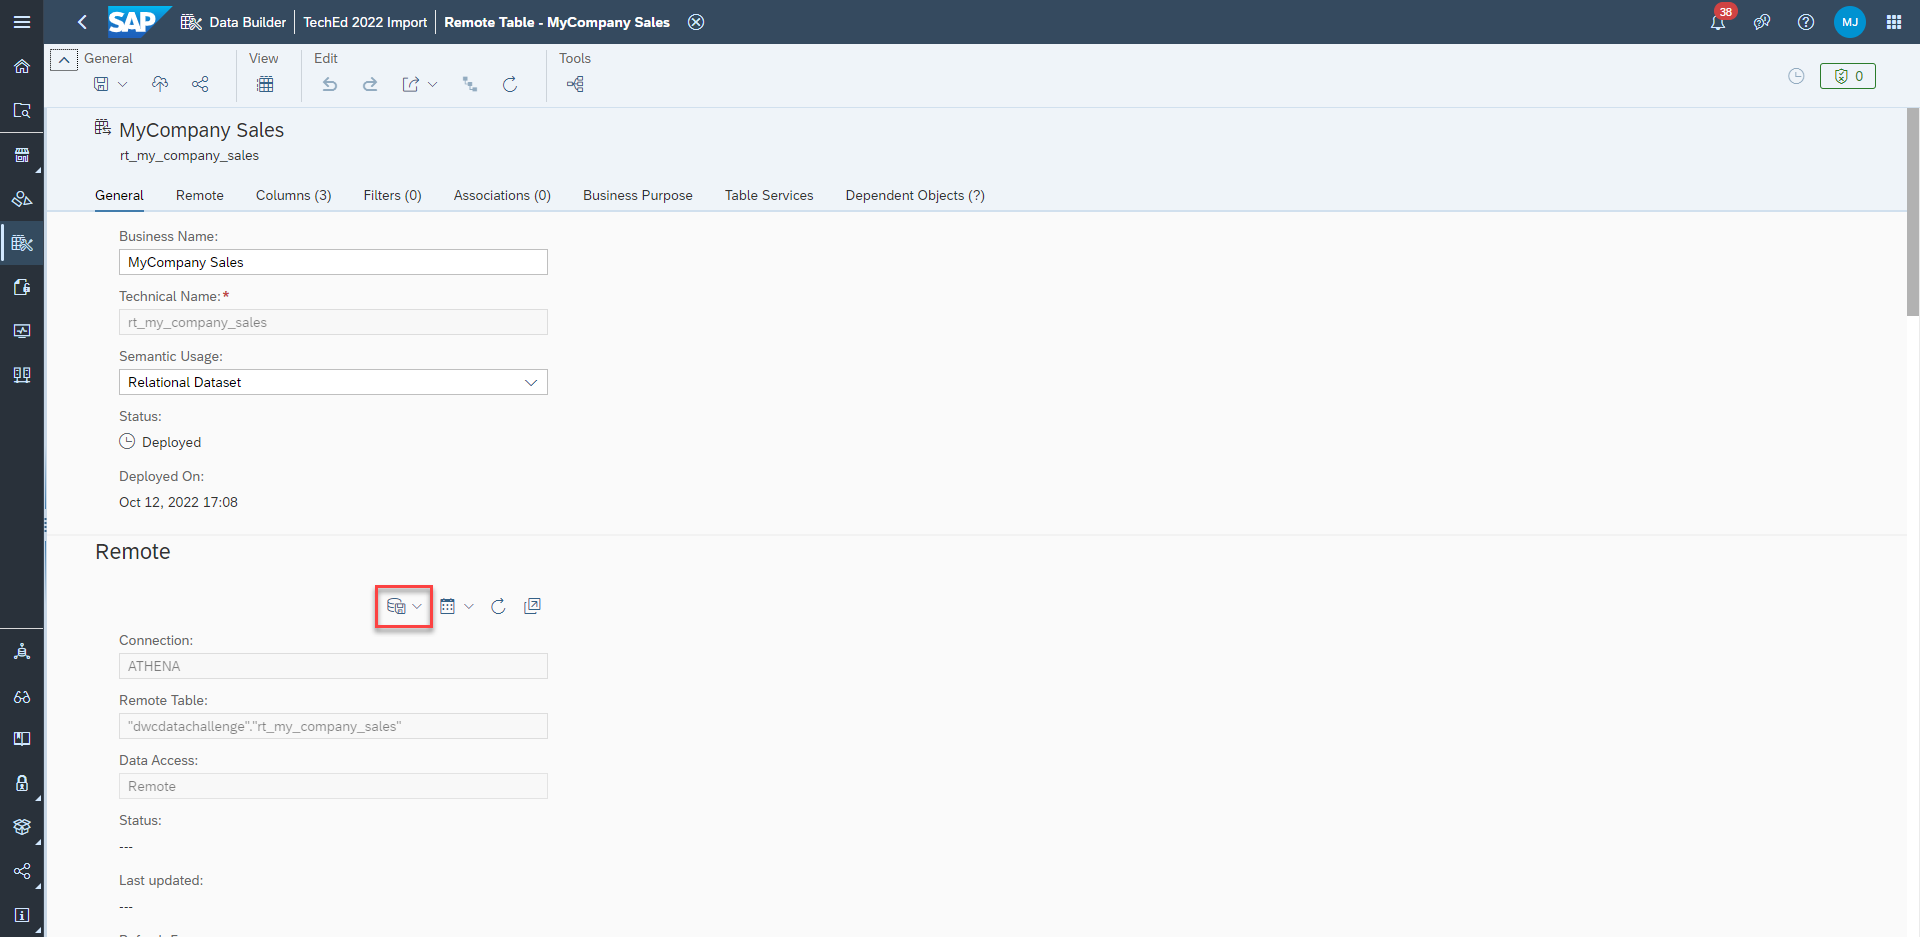 SAP Data Builder TechEd 2022 Import Remote Table - MyCompany Sales 38 MJ
General View Edit Tools
0
MyCompany Sales
rt_my_company_sales
General Remote Columns (3) Filters (0) Associations (0) Business Purpose Table Services Dependent Objects (?)
Business Name:
MyCompany Sales
Technical Name:*
rt_my_company_sales
Semantic Usage:
Relational Dataset
Status:
Deployed
Deployed On:
Oct 12, 2022 17:08
Remote
Connection:
ATHENA
Remote Table:
"dwcdatachallenge"."rt_my_company_sales"
Data Access:
Remote
Status:
---
Last updated:
---